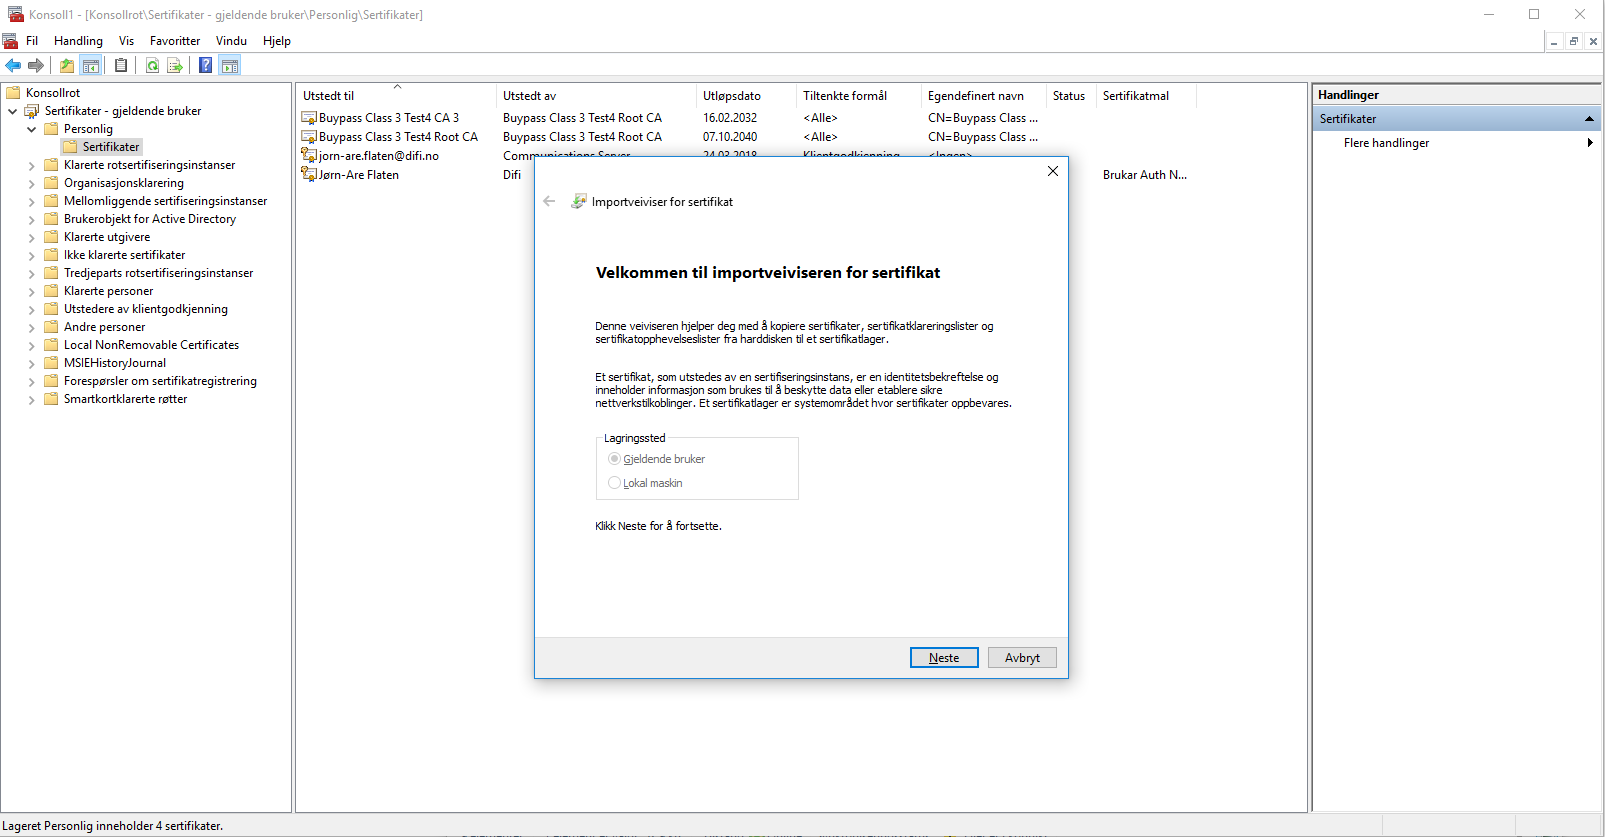 Konsoll1 - [Konsollrot\Sertifikater - gjeldende bruker\Personlig\Sertifikater]
Fil Handling Vis Favoritter Vindu Hjelp
Konsollrot
Sertifikater - gjeldende bruker
Personlig
Sertifikater
Klarerte rotsertifiseringsinstanser
Organisasjonsklarering
Mellomliggende sertifiseringsinstanser
Brukerobjekt for Active Directory
Klarerte utgivere
Ikke klarerte sertifikater
Tredjeparts rotsertifiseringsinstanser
Klarerte personer
Utstedere av klientgodkjenning
Andre personer
Local NonRemovable Certificates
MSIEHistoryJournal
Forespørsler om sertifikatregistrering
Smartkortklarerte røtter
Utstedt til Utstedt av Utløpsdato Tiltenkte formål Egendefinert navn Status Sertifikatmal
Buypass Class 3 Test4 CA 3 Buypass Class 3 Test4 Root CA 16.02.2032 <Alle> CN=Buypass Class ...
Buypass Class 3 Test4 Root CA Buypass Class 3 Test4 Root CA 07.10.2040 <Alle> CN=Buypass Class ...
jorn-are.flaten@difi.no Communications Server 24.03.2018 Klientgodkjenning <Ingen>
Jørn-Are Flaten Difi Brukar Auth N...
Importveiviser for sertifikat
Velkommen til importveiviseren for sertifikat
Denne veiviseren hjelper deg med å kopiere sertifikater, sertifikatklareringslister og
sertifikatopphevelseslister fra harddisken til et sertifikatlager.
Et sertifikat, som utstedes av en sertifiseringsinstans, er en identitetsbekreftelse og
inneholder informasjon som brukes til å beskytte data eller etablere sikre
nettverkstilkoblinger. Et sertifikatlager er systemområdet hvor sertifikater oppbevares.
Lagringssted
Gjeldende bruker
Lokal maskin
Klikk Neste for å fortsette.
Neste Avbryt
Handlinger
Sertifikater
Flere handlinger
Lageret Personlig inneholder 4 sertifikater.